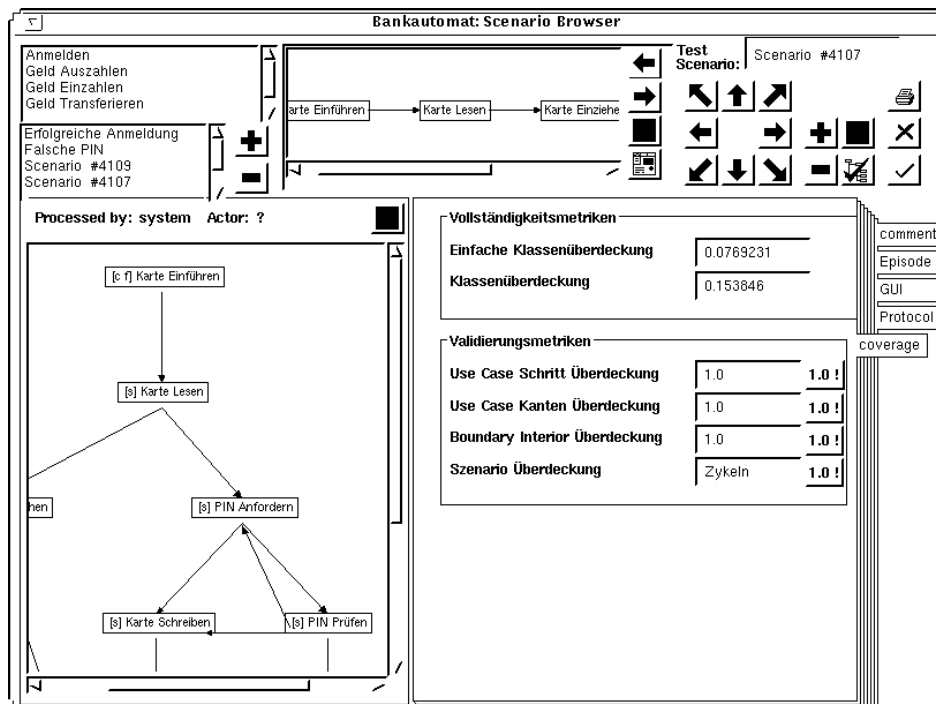 Bankautomat: Scenario Browser
Anmelden
Geld Auszahlen
Geld Einzahlen
Geld Transferieren
Erfolgreiche Anmeldung
Falsche PIN
Scenario #4109
Scenario #4107
arte Einführen
Karte Lesen
Karte Einziehe
Test
Scenario:
Scenario #4107
Processed by: system Actor: ?
[c f] Karte Einführen
[s] Karte Lesen
hen
[s] PIN Anfordern
[s] Karte Schreiben
[s] PIN Prüfen
Vollständigkeitsmetriken
Einfache Klassenüberdeckung 0.0769231
Klassenüberdeckung 0.153846
Validierungsmetriken
Use Case Schritt Überdeckung 1.0 1.0 !
Use Case Kanten Überdeckung 1.0 1.0 !
Boundary Interior Überdeckung 1.0 1.0 !
Szenario Überdeckung Zykeln 1.0 !
comment
Episode
GUI
Protocol
coverage